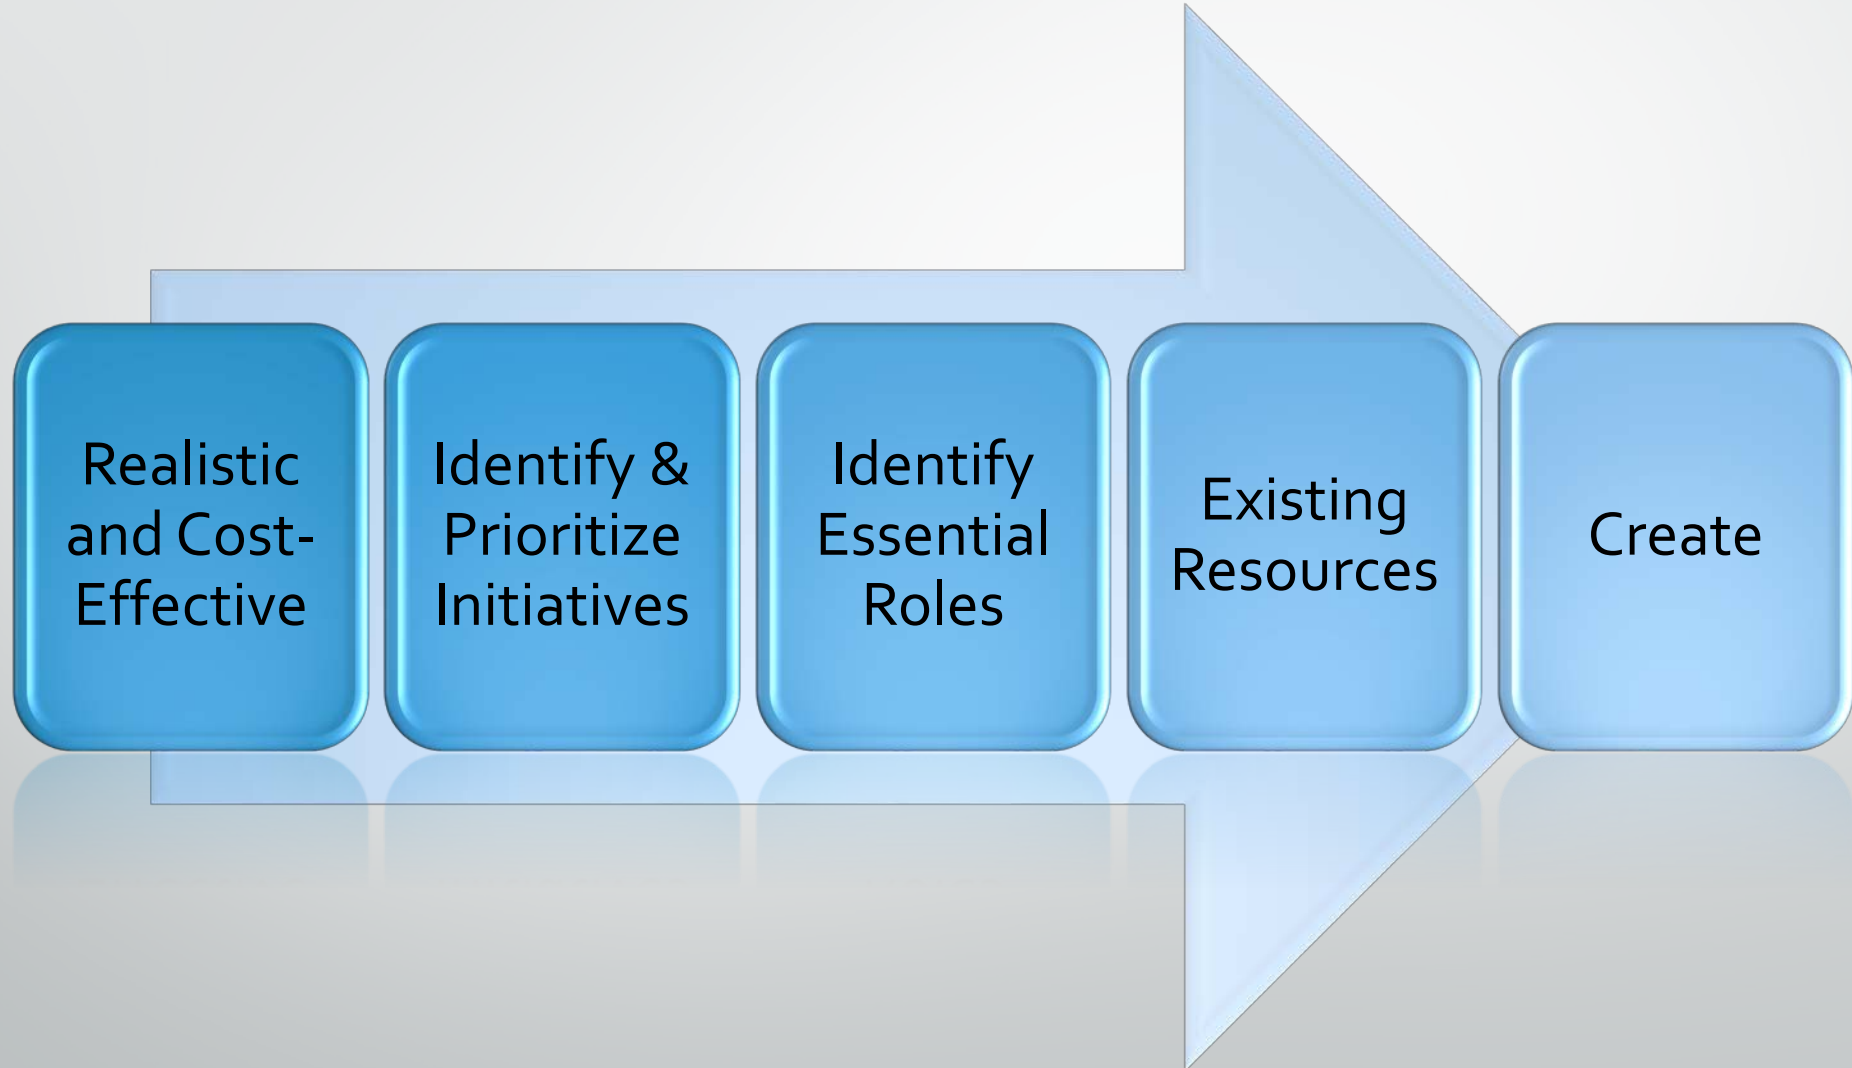 Realistic
and Cost-
Effective
Identify &
Prioritize
Initiatives
Identify
Essential
Roles
Existing
Resources
Create